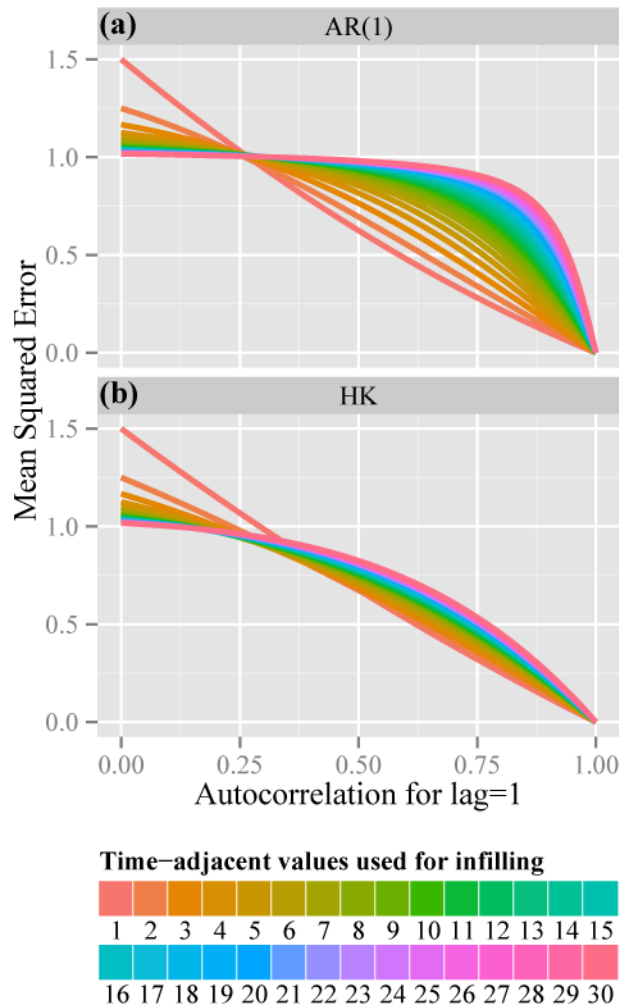 (a) AR(1)
1.5
1.0
0.5
0.0
(b) HK
1.5
1.0
0.5
0.0
Mean Squared Error
0.00 0.25 0.50 0.75 1.00
Autocorrelation for lag=1
Time−adjacent values used for infilling
1 2 3 4 5 6 7 8 9 10 11 12 13 14 15
16 17 18 19 20 21 22 23 24 25 26 27 28 29 30